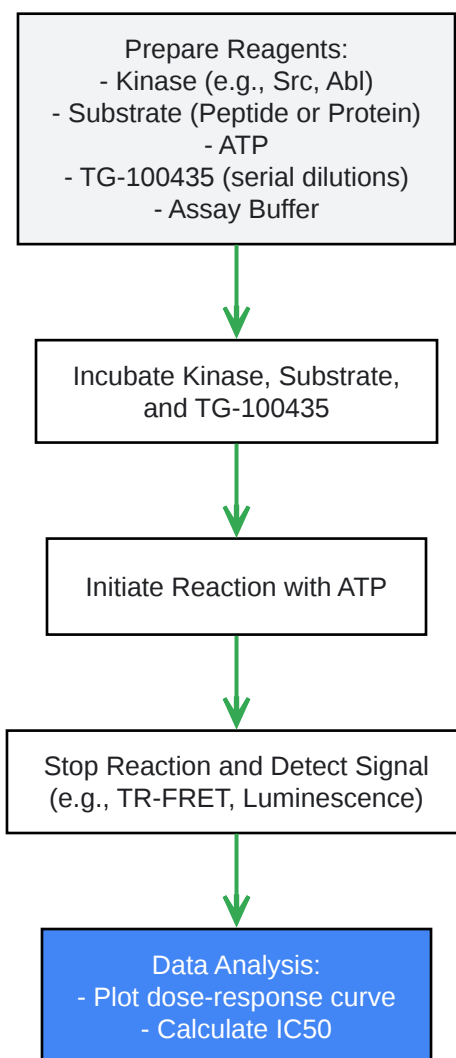 Prepare Reagents:
- Kinase (e.g., Src, Abl)
- Substrate (Peptide or Protein)
- ATP
- TG-100435 (serial dilutions)
- Assay Buffer
Incubate Kinase, Substrate,
and TG-100435
Initiate Reaction with ATP
Stop Reaction and Detect Signal
(e.g., TR-FRET, Luminescence)
Data Analysis:
- Plot dose-response curve
- Calculate IC50